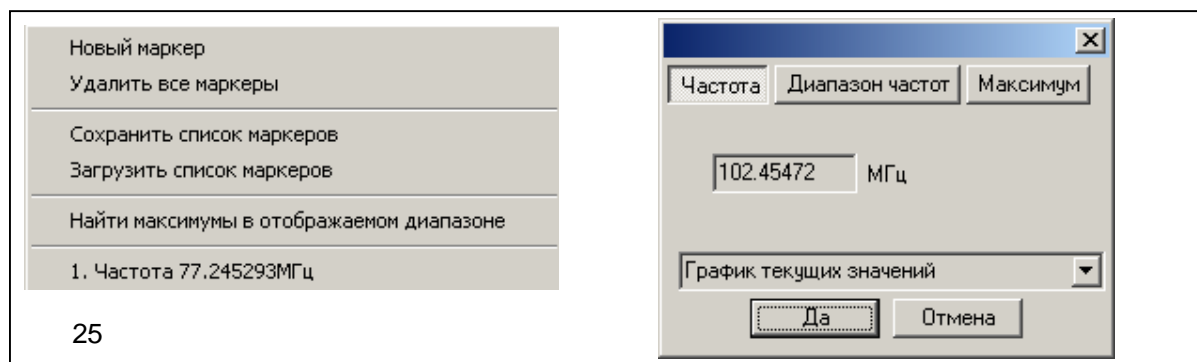 Новый маркер
Удалить все маркеры
Сохранить список маркеров
Загрузить список маркеров
Найти максимумы в отображаемом диапазоне
1. Частота 77.245293МГц
25
Частота Диапазон частот Максимум
102.45472 МГц
График текущих значений
Да Отмена